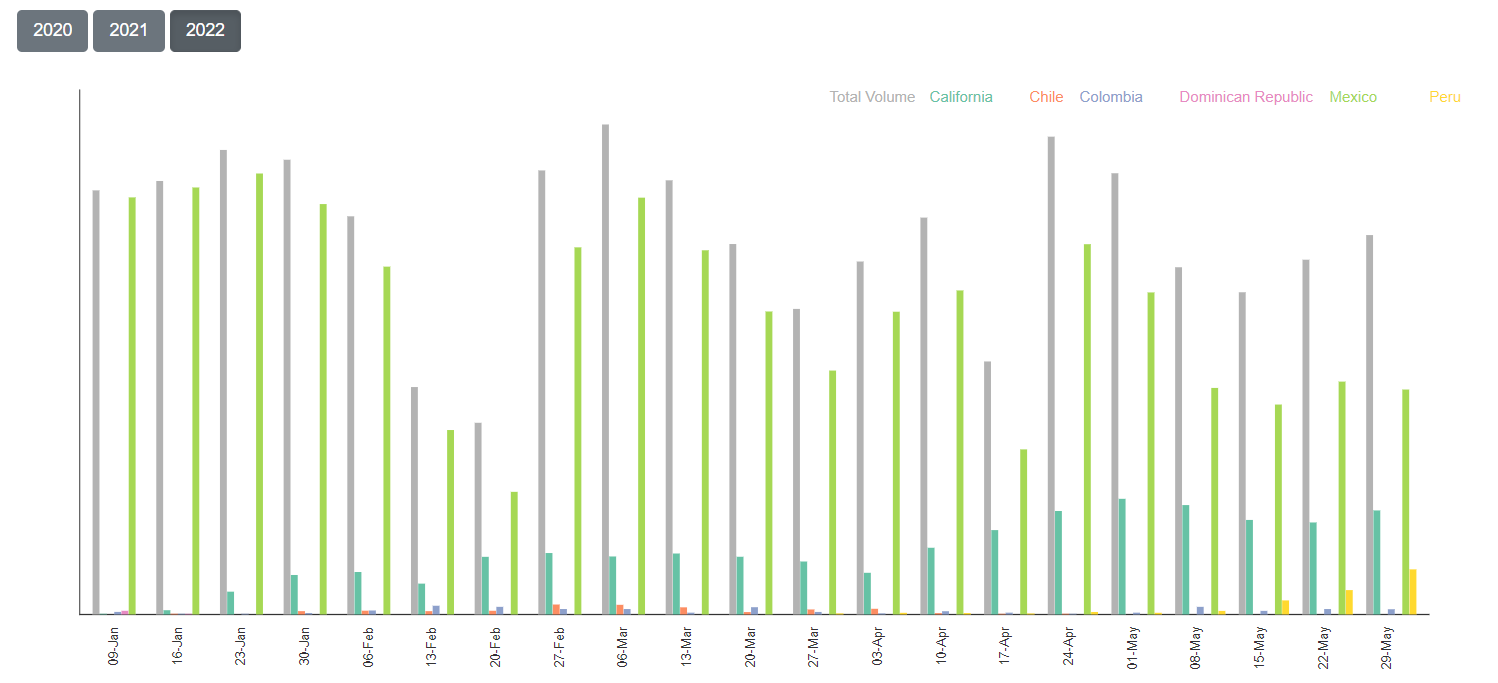 2020 2021 2022
Total Volume California Chile Colombia Dominican Republic Mexico Peru
09-Jan
16-Jan
23-Jan
30-Jan
06-Feb
13-Feb
20-Feb
27-Feb
06-Mar
13-Mar
20-Mar
27-Mar
03-Apr
10-Apr
17-Apr
24-Apr
01-May
08-May
15-May
22-May
29-May